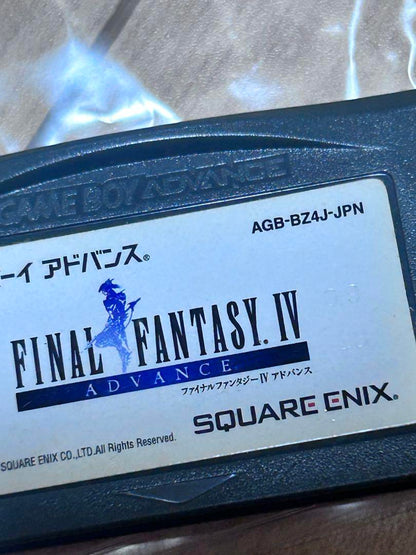 GAME BOY ADVANCE
ーイ アドバンス®
AGB-BZ4J-JPN
FINAL FANTASY. IV
ADVANCE
ファイナルファンタジーIV アドバンス
SQUARE ENIX.
SQUARE ENIX CO.,LTD.All Rights Reserved.